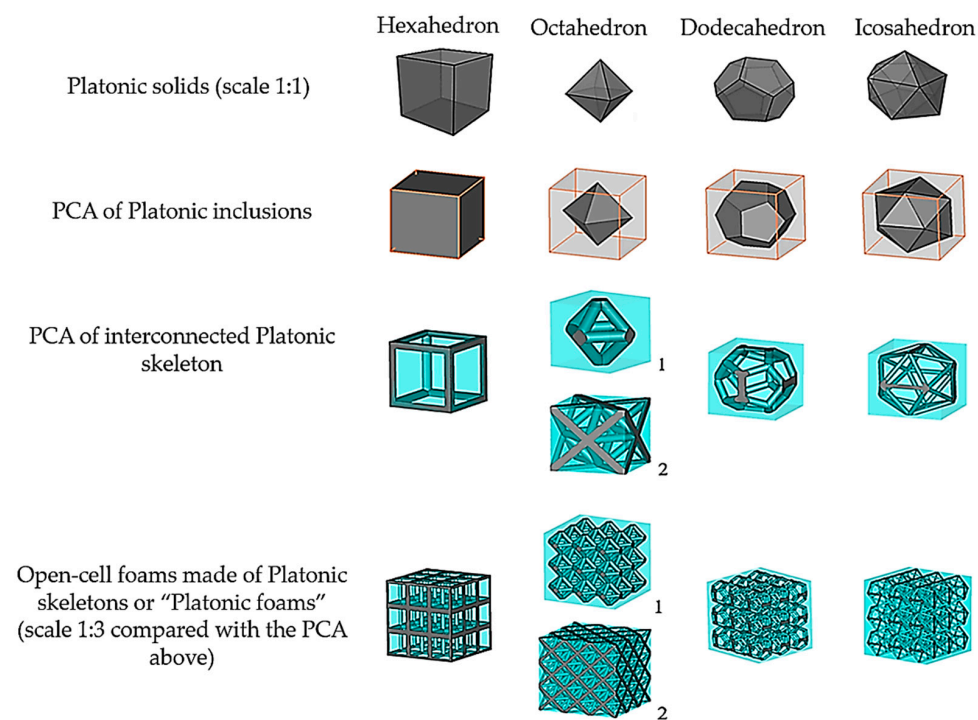 Hexahedron Octahedron Dodecahedron Icosahedron
Platonic solids (scale 1:1)
PCA of Platonic inclusions
PCA of interconnected Platonic
skeleton
1
2
Open-cell foams made of Platonic
skeletons or “Platonic foams”
(scale 1:3 compared with the PCA
above)
1
2